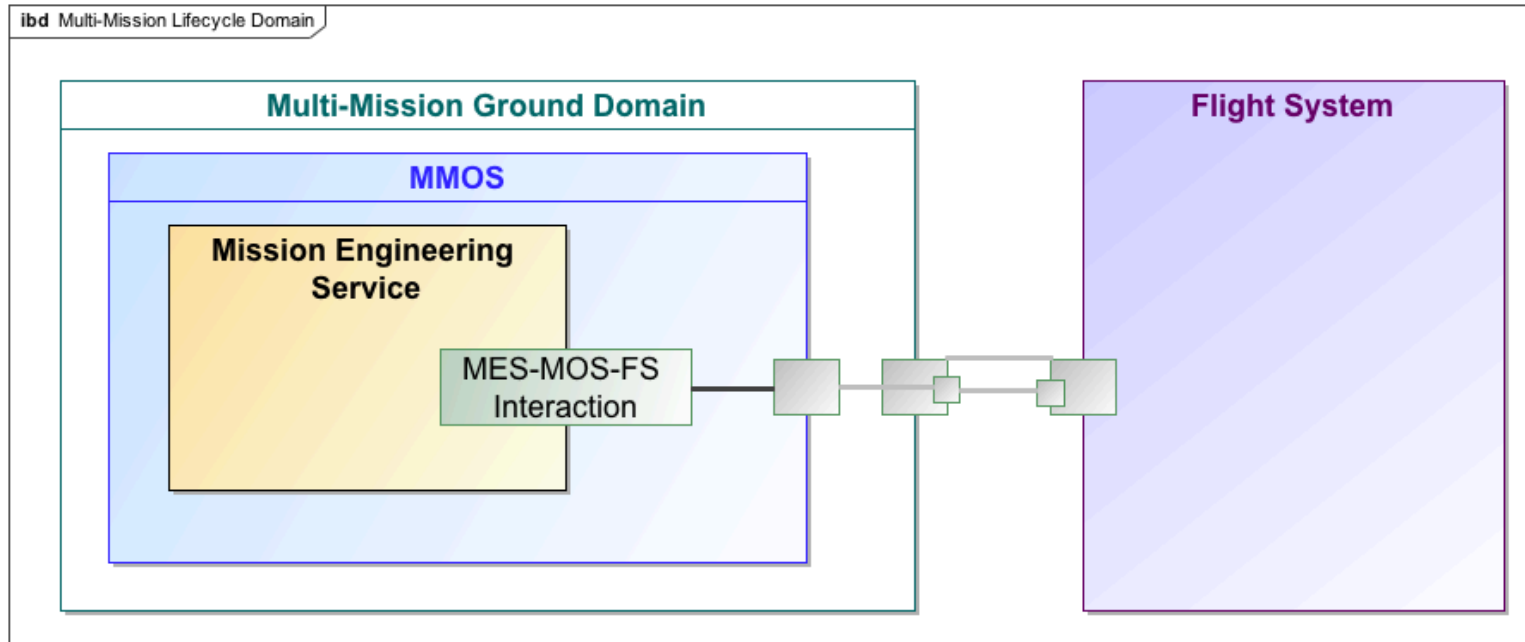 ibd Multi-Mission Lifecycle Domain
Multi-Mission Ground Domain
Flight System
MMOS
Mission Engineering
Service
MES-MOS-FS
Interaction